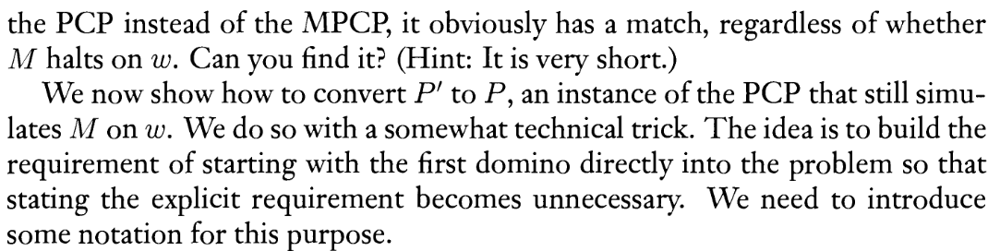 the PCP instead of the MPCP, it obviously has a match, regardless of whether
M halts on w. Can you find it? (Hint: It is very short.)
We now show how to convert P′ to P, an instance of the PCP that still simu-
lates M on w. We do so with a somewhat technical trick. The idea is to build the
requirement of starting with the first domino directly into the problem so that
stating the explicit requirement becomes unnecessary. We need to introduce
some notation for this purpose.